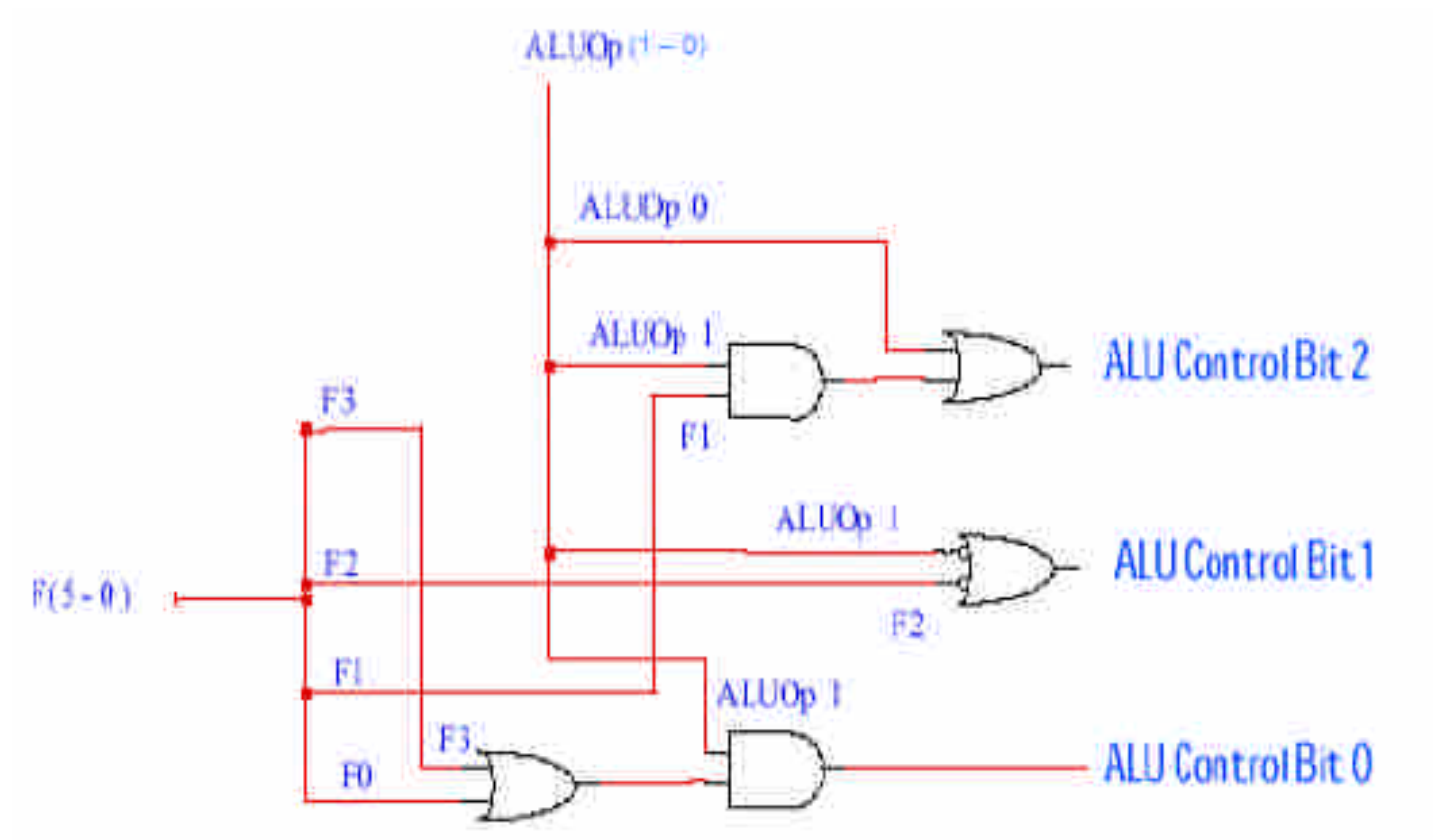 ALUOp (1 - 0)
ALUOp 0
ALUOp 1
ALU Control Bit 2
F3
F1
ALUOp 1
ALU Control Bit 1
F2
F(5-0)
F2
F1
ALUOp 1
F3
F0
ALU Control Bit 0